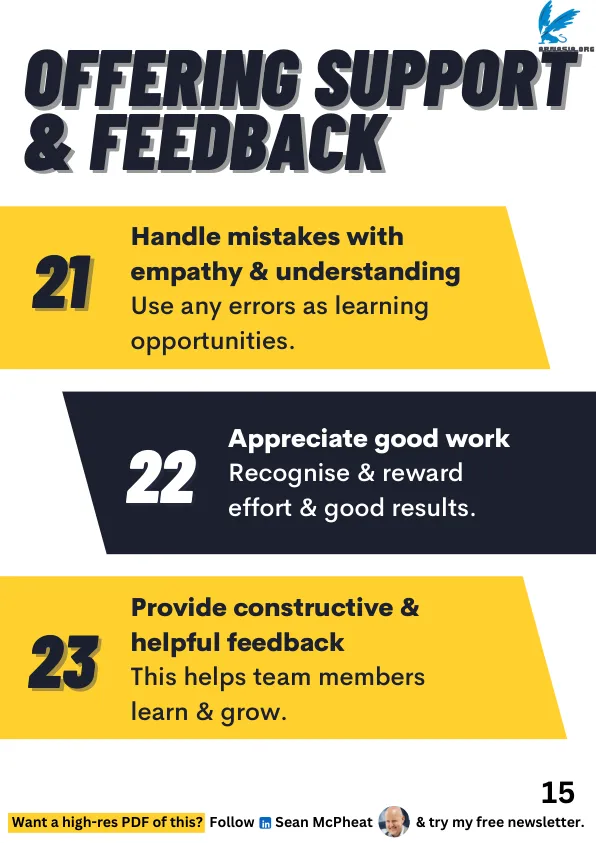 OFFERING SUPPORT
& FEEDBACK
21
Handle mistakes with
empathy & understanding
Use any errors as learning
opportunities.
22
Appreciate good work
Recognise & reward
effort & good results.
23
Provide constructive &
helpful feedback
This helps team members
learn & grow.
15
Want a high-res PDF of this? Follow in Sean McPheat & try my free newsletter.